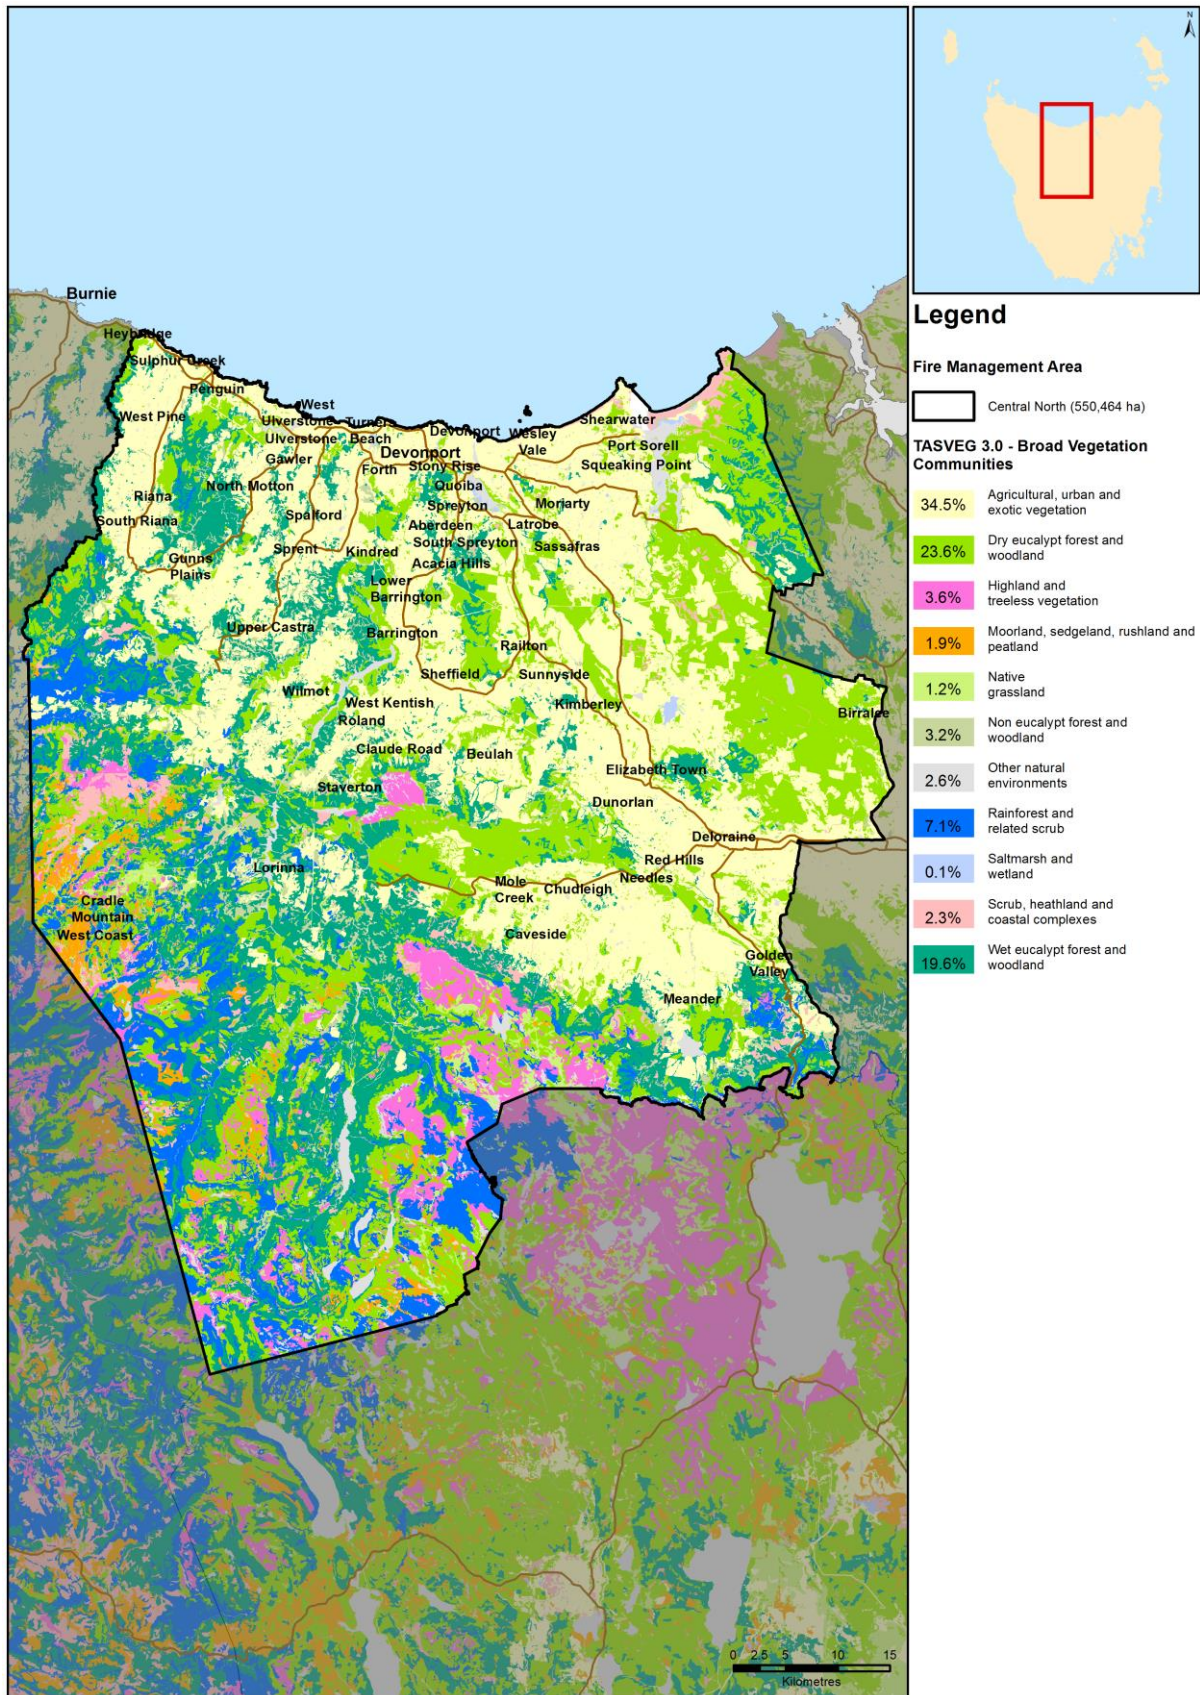 N
Burnie
Heybridge
Sulphur Creek
Penguin
West Pine
West
Ulverstone
Ulverstone
Turners
Beach
Gawler
Devonport
Devonport
Forth
Stony Rise
Wesley
Vale
Shearwater
Port Sorell
Squeaking Point
Quoiba
Riana
North Motton
South Riana
Spalford
Spreyton
Moriarty
Aberdeen
Latrobe
South Spreyton
Sassafras
Sprent
Kindred
Gunns
Plains
Acacia Hills
Lower
Barrington
Upper Castra
Barrington
Railton
Sheffield
Sunnyside
Wilmot
West Kentish
Roland
Kimberley
Birralee
Claude Road
Beulah
Staverton
Elizabeth Town
Dunorlan
Deloraine
Lorinna
Red Hills
Needles
Mole
Creek
Chudleigh
Cradle
Mountain
West Coast
Caveside
Golden
Valley
Meander
0 2.5 5 10 15
Kilometres
Legend
Fire Management Area
Central North (550,464 ha)
TASVEG 3.0 - Broad Vegetation
Communities
34.5% Agricultural, urban and
exotic vegetation
23.6% Dry eucalypt forest and
woodland
3.6% Highland and
treeless vegetation
1.9% Moorland, sedgeland, rushland and
peatland
1.2% Native
grassland
3.2% Non eucalypt forest and
woodland
2.6% Other natural
environments
7.1% Rainforest and
related scrub
0.1% Saltmarsh and
wetland
2.3% Scrub, heathland and
coastal complexes
19.6% Wet eucalypt forest and
woodland